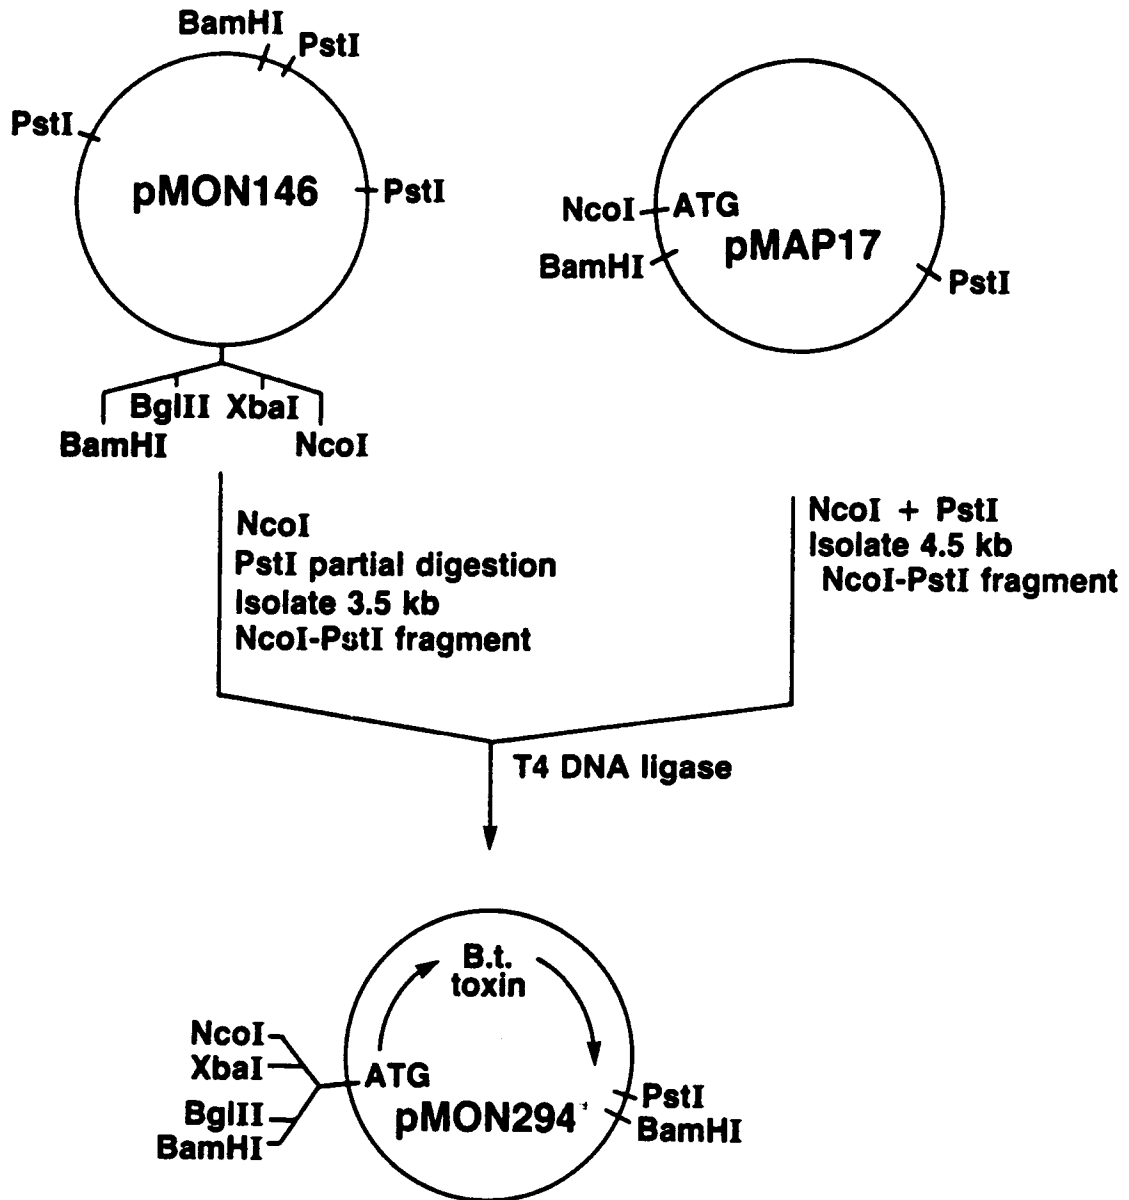 BamHI
PstI
PstI
pMON146
PstI
BglII XbaI
BamHI
NcoI
NcoI
ATG
pMAP17
BamHI
PstI
NcoI
PstI partial digestion
Isolate 3.5 kb
NcoI-PstI fragment
NcoI + PstI
Isolate 4.5 kb
NcoI-PstI fragment
T4 DNA ligase
B.t.
toxin
NcoI
XbaI
ATG
BglII
BamHI
pMON294
PstI
BamHI